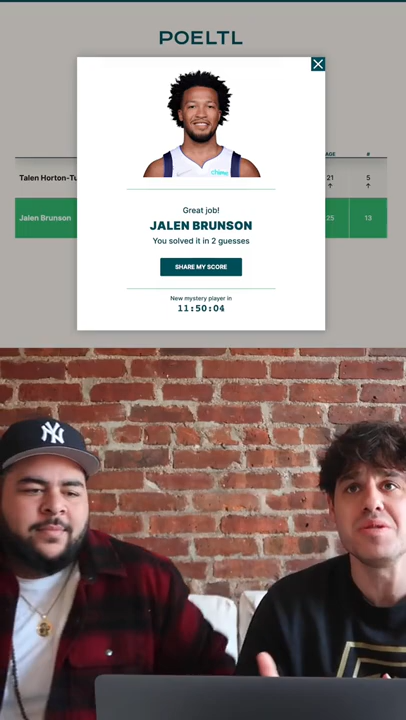 POELTL
AGE
#
Talen Horton-Tu
21
5
↑
↑
Jalen Brunson
25
13
chime
Great job!
JALEN BRUNSON
You solved it in 2 guesses
SHARE MY SCORE
New mystery player in
11:50:04
NY